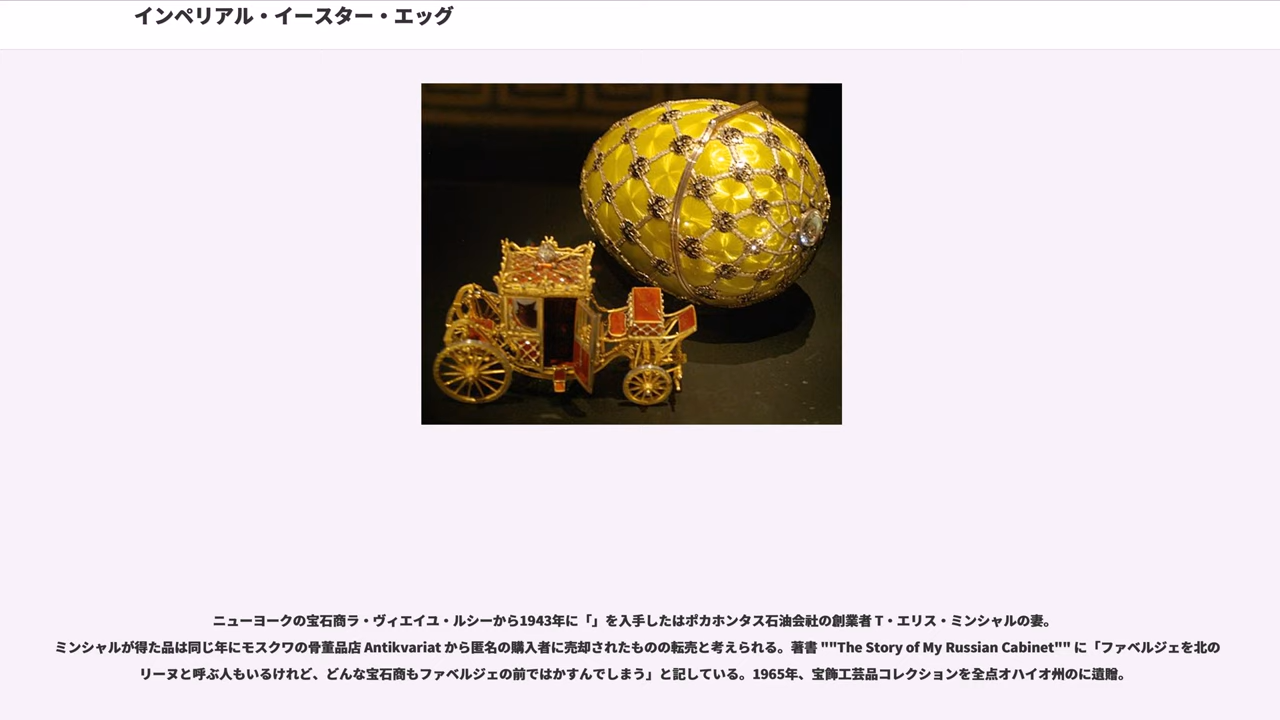 インペリアル・イースター・エッグ
ニューヨークの宝石商ラ・ヴィエイユ・ルシーから1943年に「」を入手したはポカホンタス石油会社の創業者 T・エリス・ミンシャルの妻。
ミンシャルが得た品は同じ年にモスクワの骨董品店 Antikvariat から匿名の購入者に売却されたものの転売と考えられる。著書 ""The Story of My Russian Cabinet"" に「ファベルジェを北の
リーヌと呼ぶ人もいるけれど、どんな宝石商もファベルジェの前ではかすんでしまう」と記している。1965年、宝飾工芸品コレクションを全点オハイオ州のに遺贈。